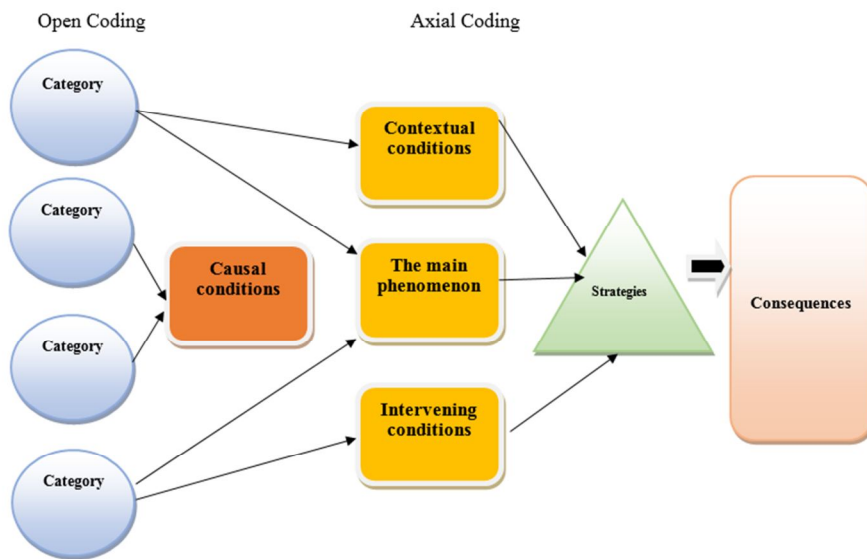 Open Coding
Axial Coding
Category
Category
Category
Category
Causal
conditions
Contextual
conditions
The main
phenomenon
Intervening
conditions
Strategies
Consequences